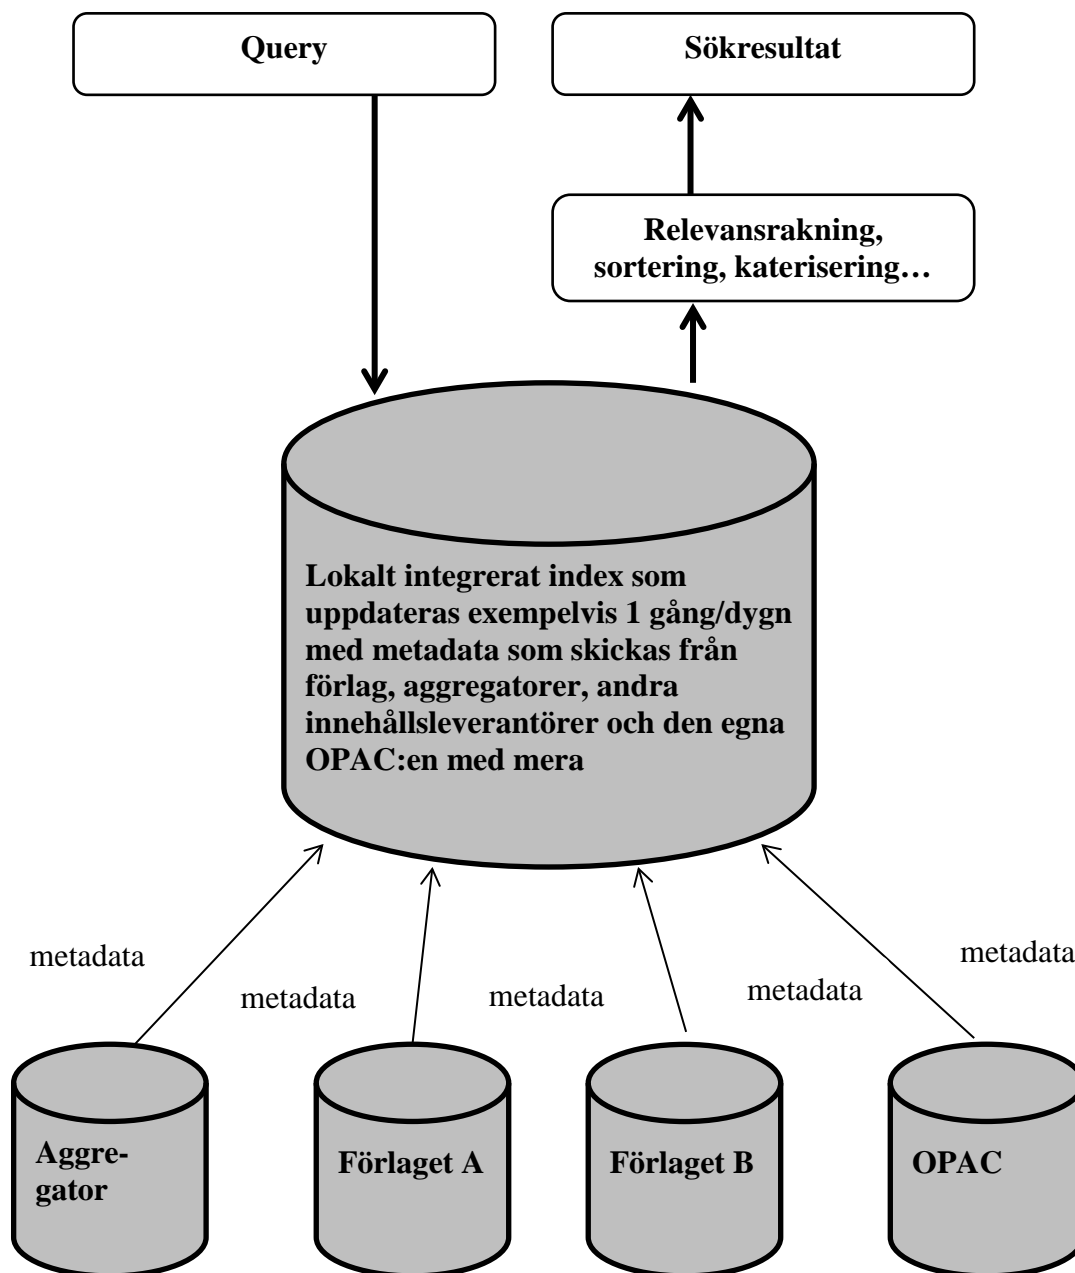 Query
Sökresultat
Relevansrakning,
sortering, katerisering…
Lokalt integrerat index som
uppdateras exempelvis 1 gång/dygn
med metadata som skickas från
förlag, aggregatorer, andra
innehållsleverantörer och den egna
OPAC:en med mera
metadata
metadata
metadata
metadata
metadata
Aggre-
gator
Förlaget A
Förlaget B
OPAC